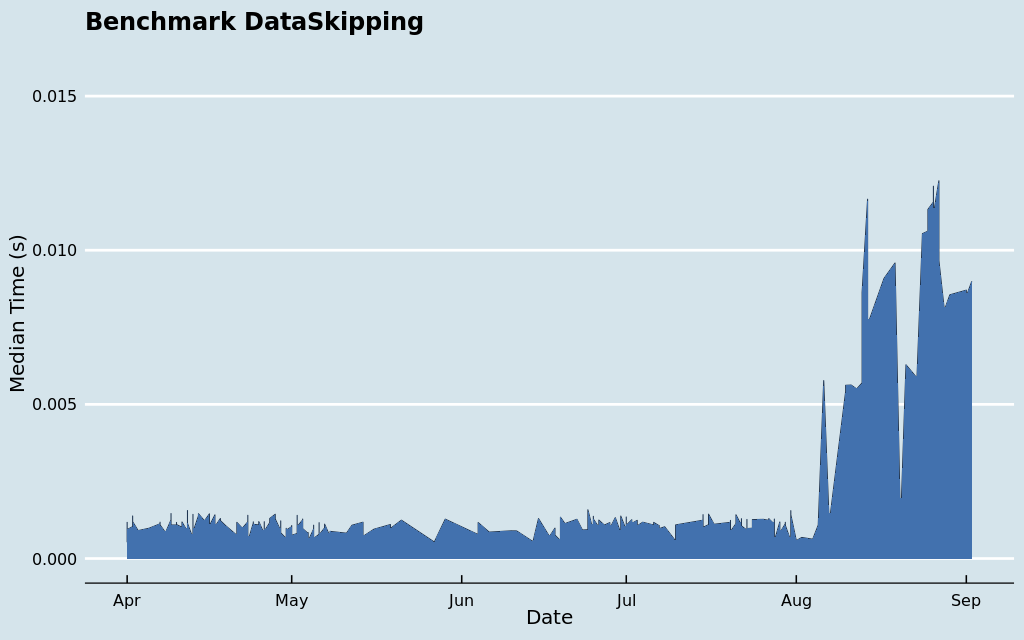 Benchmark DataSkipping
Median Time (s)
0.015
0.010
0.005
0.000
Apr May Jun Jul Aug Sep
Date